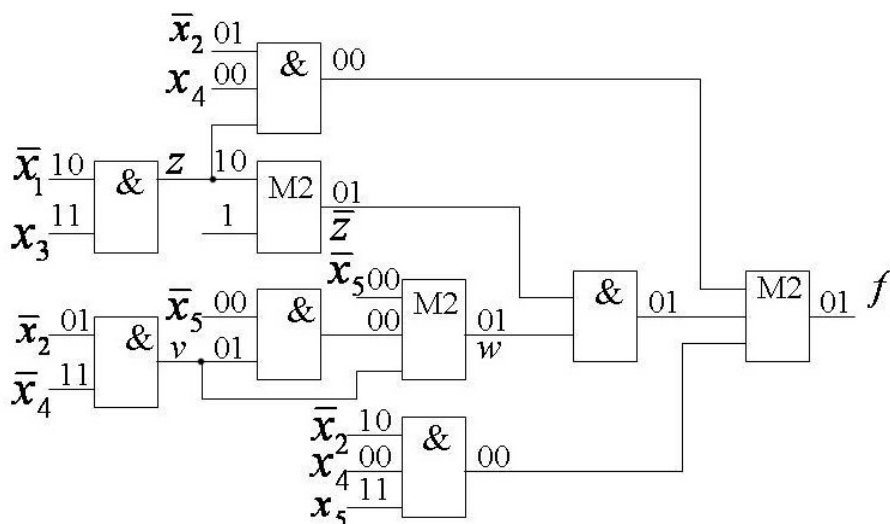 x̄₂ 01
& 00
x₄ 00
x̄₁ 10
& z 10
M2 01
x₃ 11
1
z̄
x̄₅ 00
M2
x̄₅ 00
& 00
01
w
& 01
M2 01 f
x̄₂ 01
& v 01
x̄₄ 11
x̄₂ 10
&
x₄ 00
00
x₅ 11